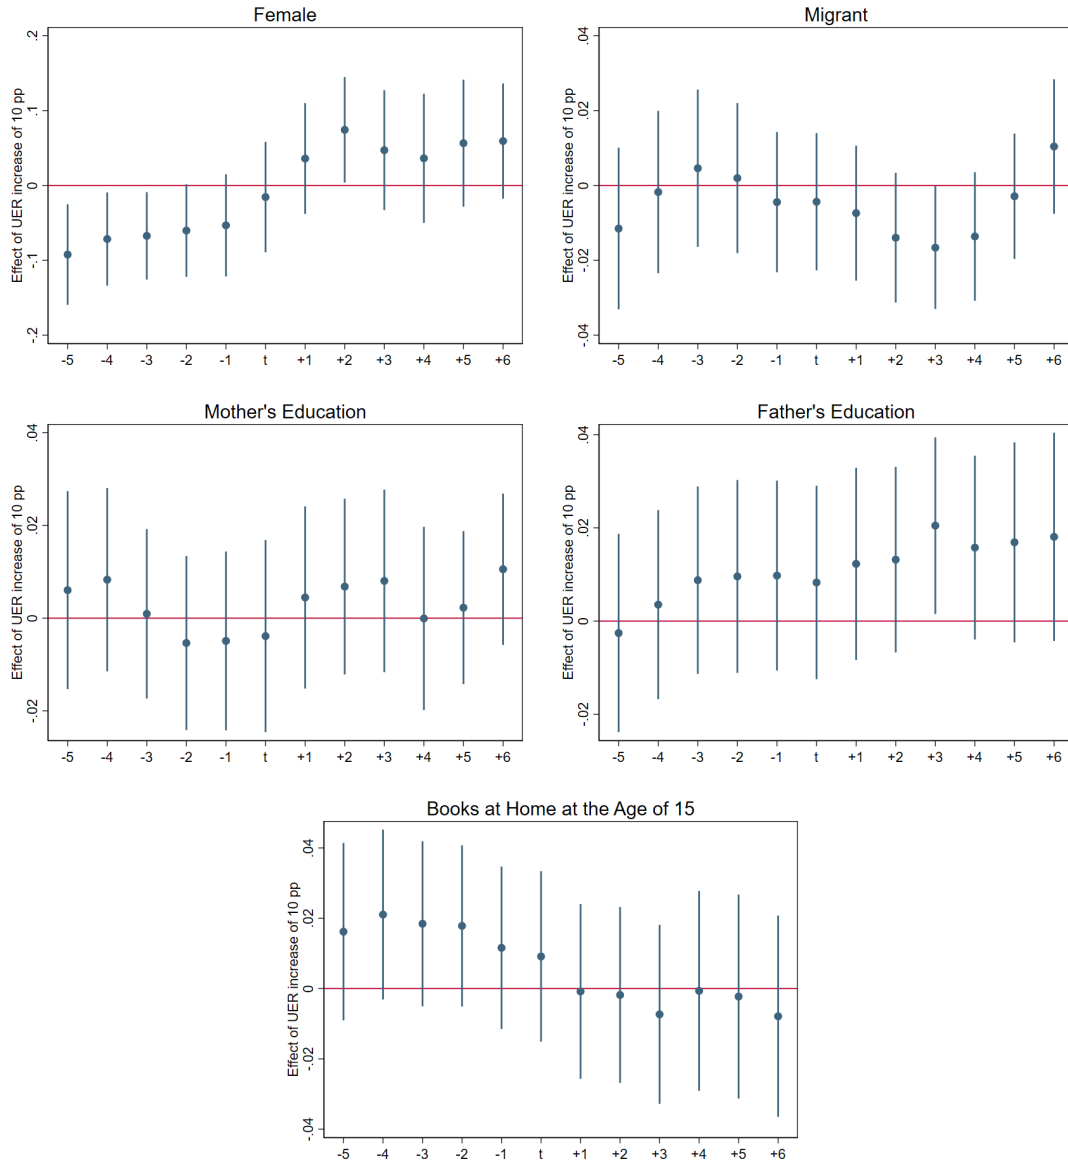 Female
Effect of UER increase of 10 pp
.2
.1
0
-.1
-.2
-5 -4 -3 -2 -1 t +1 +2 +3 +4 +5 +6
Migrant
Effect of UER increase of 10 pp
.04
.02
0
-.02
-.04
-5 -4 -3 -2 -1 t +1 +2 +3 +4 +5 +6
Mother's Education
Effect of UER increase of 10 pp
.04
.02
0
-.02
-5 -4 -3 -2 -1 t +1 +2 +3 +4 +5 +6
Father's Education
Effect of UER increase of 10 pp
.04
.02
0
-.02
-5 -4 -3 -2 -1 t +1 +2 +3 +4 +5 +6
Books at Home at the Age of 15
Effect of UER increase of 10 pp
.04
.02
0
-.02
-.04
-5 -4 -3 -2 -1 t +1 +2 +3 +4 +5 +6